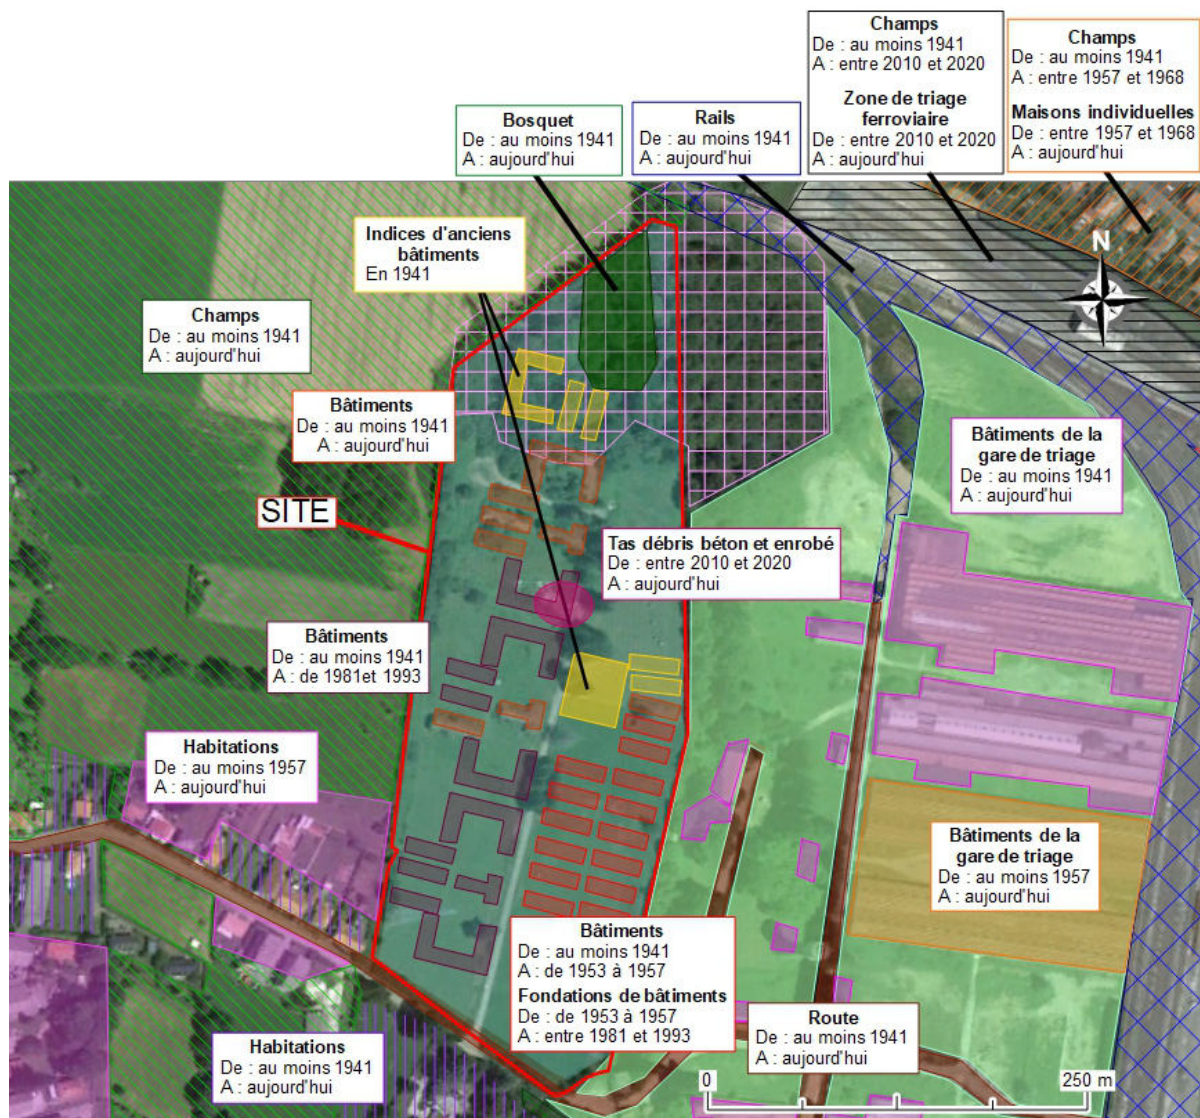 Champs
De : au moins 1941
A : entre 2010 et 2020
Zone de triage
ferroviaire
De : entre 2010 et 2020
A : aujourd'hui
Champs
De : au moins 1941
A : entre 1957 et 1968
Maisons individuelles
De : entre 1957 et 1968
A : aujourd'hui
Bosquet
De : au moins 1941
A : aujourd'hui
Rails
De : au moins 1941
A : aujourd'hui
Indices d'anciens
bâtiments
En 1941
N
Champs
De : au moins 1941
A : aujourd'hui
Bâtiments
De : au moins 1941
A : aujourd'hui
Bâtiments de la
gare de triage
De : au moins 1941
A : aujourd'hui
SITE
Tas débris béton et enrobé
De : entre 2010 et 2020
A : aujourd'hui
Bâtiments
De : au moins 1941
A : de 1981et 1993
Habitations
De : au moins 1957
A : aujourd'hui
Bâtiments de la
gare de triage
De : au moins 1957
A : aujourd'hui
Bâtiments
De : au moins 1941
A : de 1953 à 1957
Fondations de bâtiments
De : de 1953 à 1957
A : entre 1981 et 1993
Route
De : au moins 1941
A : aujourd'hui
Habitations
De : au moins 1941
A : aujourd'hui
0 250 m